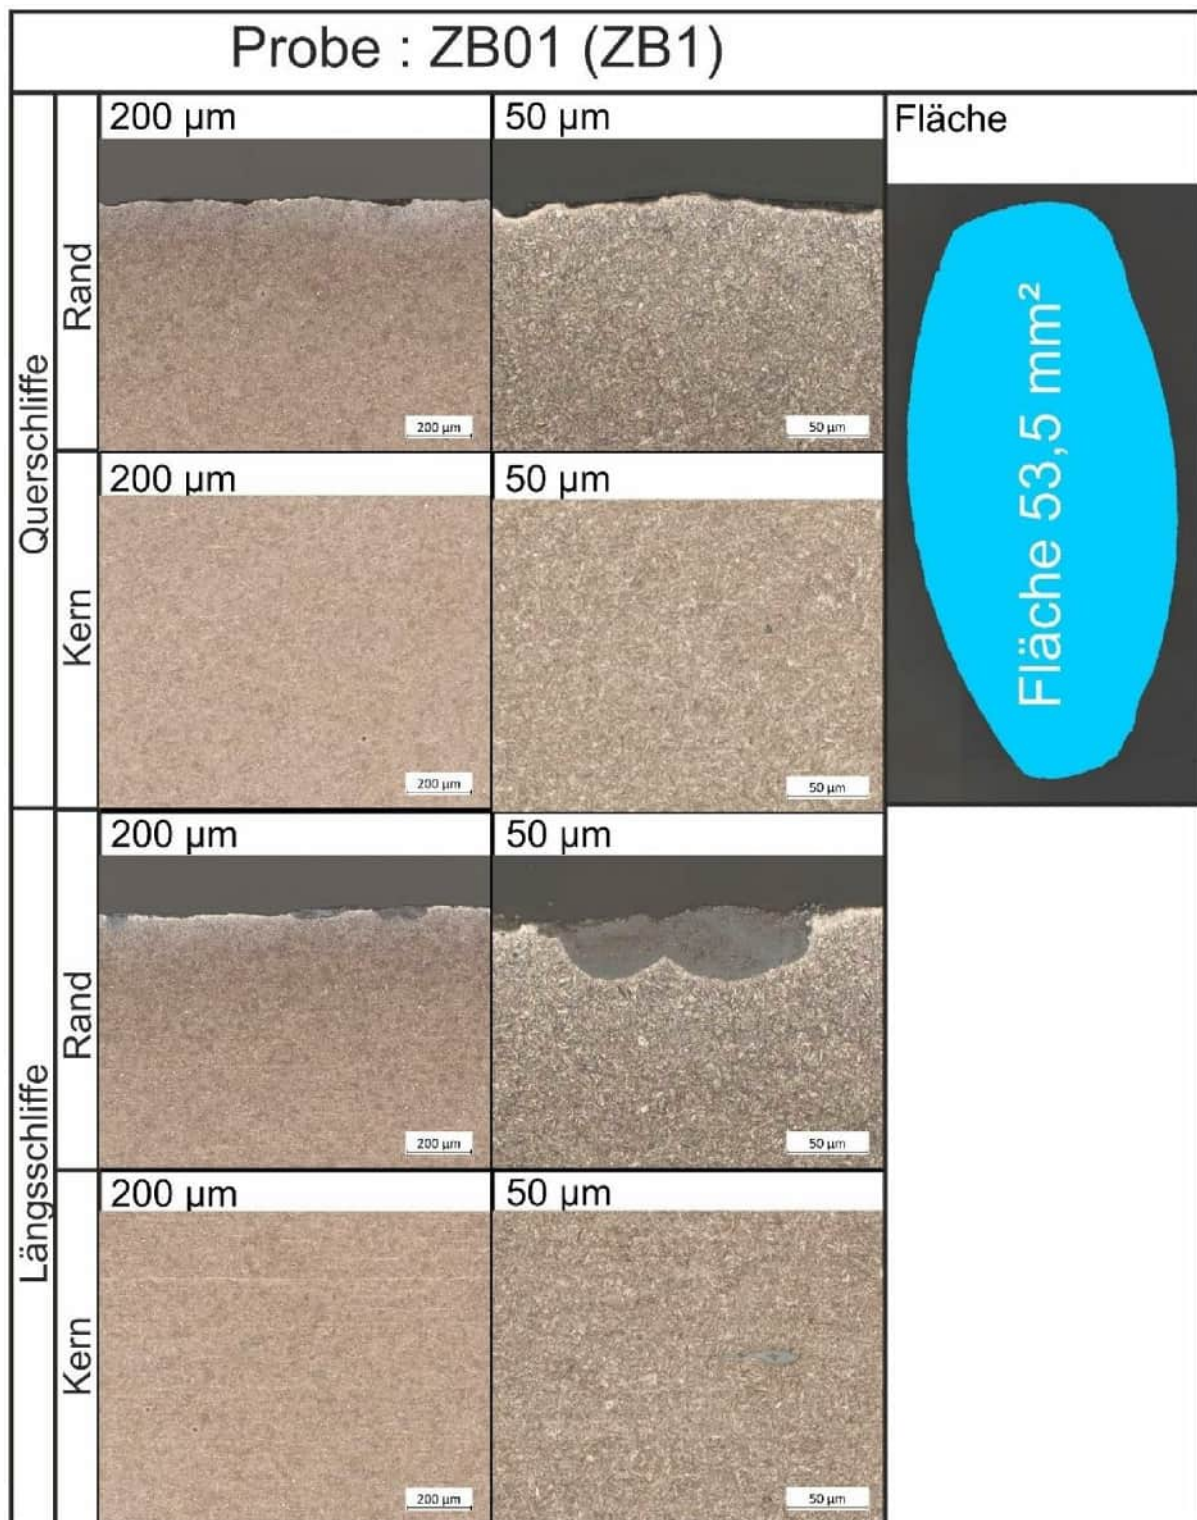 Probe : ZB01 (ZB1)
Querschliffe
Rand
200 µm
200 µm
50 µm
50 µm
Fläche
Fläche 53,5 mm²
Kern
200 µm
200 µm
50 µm
50 µm
Längsschliffe
Rand
200 µm
200 µm
50 µm
50 µm
Kern
200 µm
200 µm
50 µm
50 µm